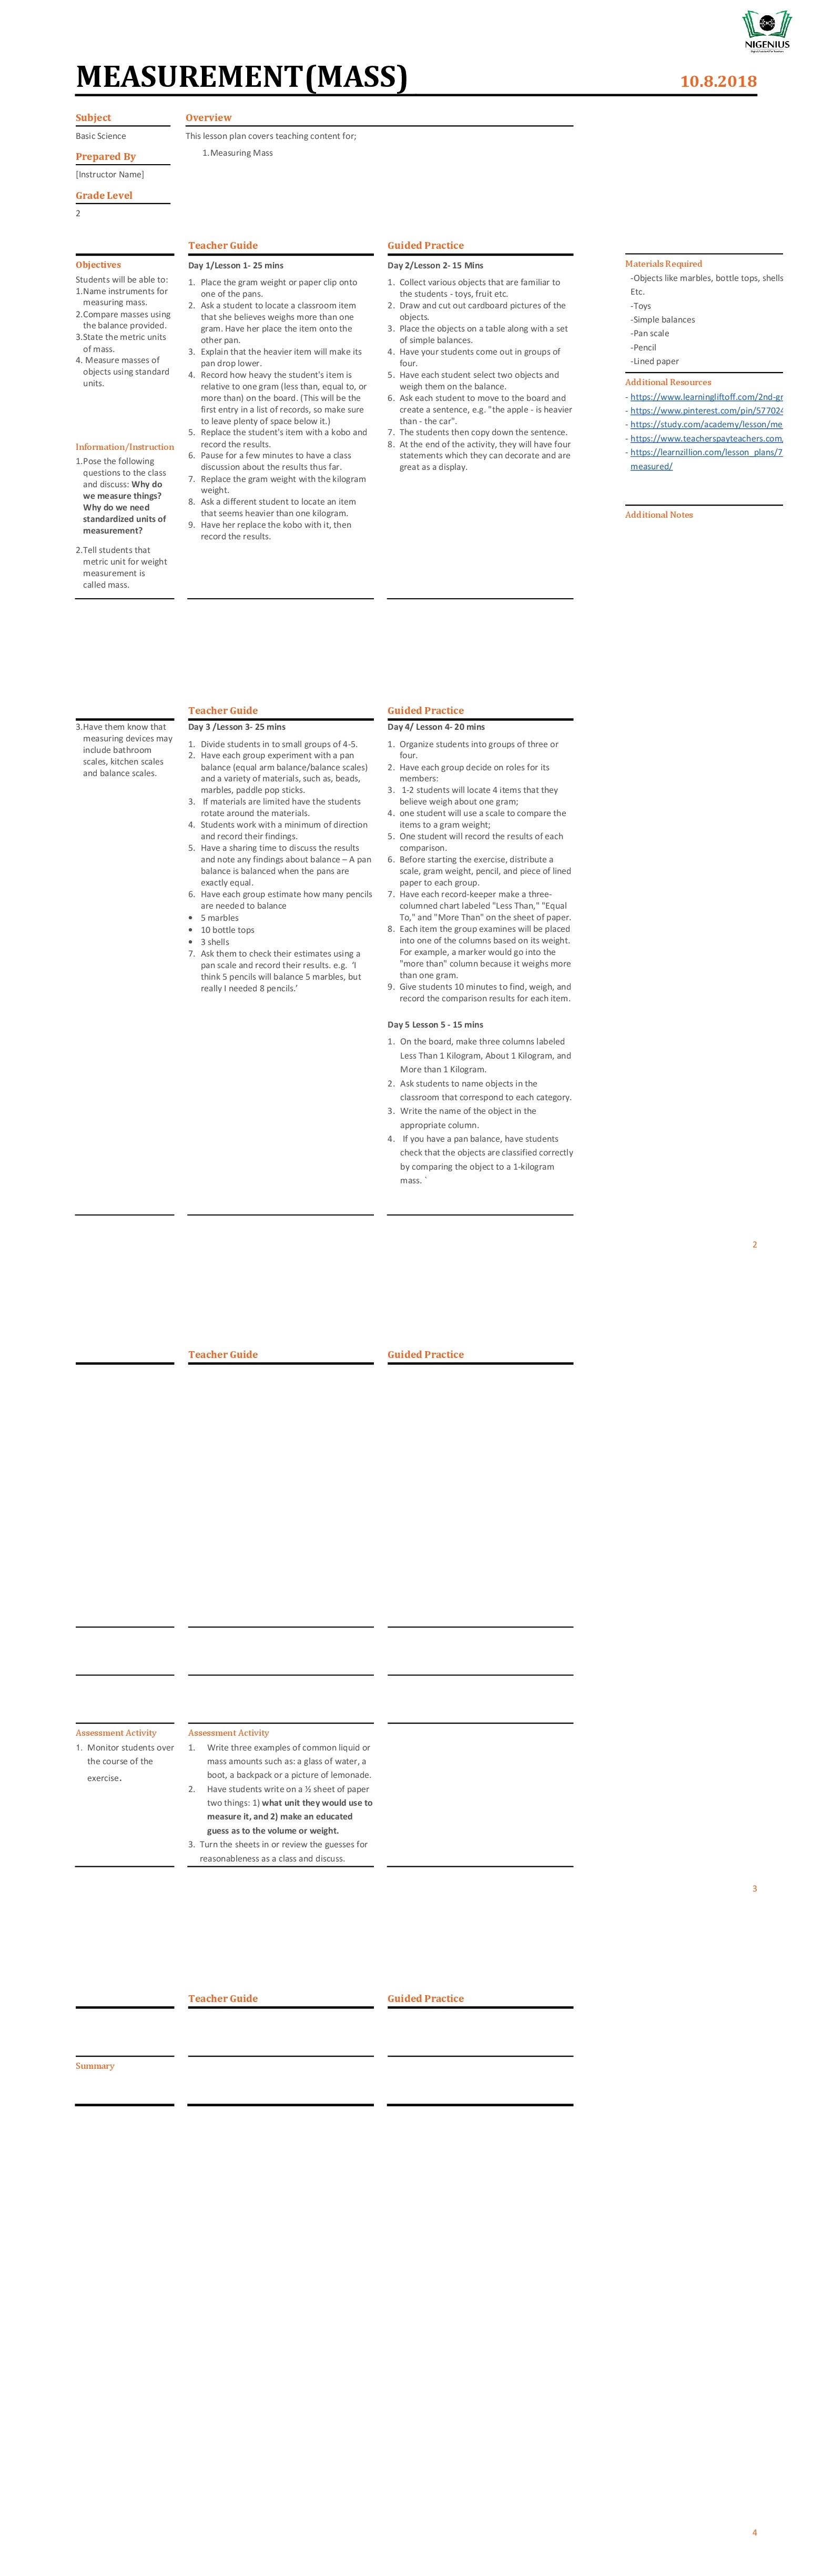 NIGENIUS
MEASUREMENT(MASS)
10.8.2018
Subject
Basic Science
Prepared By
[Instructor Name]
Grade Level
2
Overview
This lesson plan covers teaching content for;
1.Measuring Mass
Objectives
Students will be able to:
1.Name instruments for
measuring mass.
2.Compare masses using
the balance provided.
3.State the metric units
of mass.
4. Measure masses of
objects using standard
units.
Information/Instruction
1.Pose the following
questions to the class
and discuss: Why do
we measure things?
Why do we need
standardized units of
measurement?
2.Tell students that
metric unit for weight
measurement is
called mass.
Teacher Guide
Day 1/Lesson 1- 25 mins
1. Place the gram weight or paper clip onto
one of the pans.
2. Ask a student to locate a classroom item
that she believes weighs more than one
gram. Have her place the item onto the
other pan.
3. Explain that the heavier item will make its
pan drop lower.
4. Record how heavy the student's item is
relative to one gram (less than, equal to, or
more than) on the board. (This will be the
first entry in a list of records, so make sure
to leave plenty of space below it.)
5. Replace the student's item with a kobo and
record the results.
6. Pause for a few minutes to have a class
discussion about the results thus far.
7. Replace the gram weight with the kilogram
weight.
8. Ask a different student to locate an item
that seems heavier than one kilogram.
9. Have her replace the kobo with it, then
record the results.
Guided Practice
Day 2/Lesson 2- 15 Mins
1. Collect various objects that are familiar to
the students - toys, fruit etc.
2. Draw and cut out cardboard pictures of the
objects.
3. Place the objects on a table along with a set
of simple balances.
4. Have your students come out in groups of
four.
5. Have each student select two objects and
weigh them on the balance.
6. Ask each student to move to the board and
create a sentence, e.g. "the apple - is heavier
than - the car".
7. The students then copy down the sentence.
8. At the end of the activity, they will have four
statements which they can decorate and are
great as a display.
Materials Required
-Objects like marbles, bottle tops, shells
Etc.
-Toys
-Simple balances
-Pan scale
-Pencil
-Lined paper
Additional Resources
- https://www.learningliftoff.com/2nd-gr
- https://www.pinterest.com/pin/577024
- https://study.com/academy/lesson/me
- https://www.teacherspayteachers.com.
- https://learnzillion.com/lesson_plans/7
measured/
Additional Notes
3.Have them know that
measuring devices may
include bathroom
scales, kitchen scales
and balance scales.
Teacher Guide
Day 3 /Lesson 3- 25 mins
1. Divide students in to small groups of 4-5.
2. Have each group experiment with a pan
balance (equal arm balance/balance scales)
and a variety of materials, such as, beads,
marbles, paddle pop sticks.
3. If materials are limited have the students
rotate around the materials.
4. Students work with a minimum of direction
and record their findings.
5. Have a sharing time to discuss the results
and note any findings about balance – A pan
balance is balanced when the pans are
exactly equal.
6. Have each group estimate how many pencils
are needed to balance
• 5 marbles
• 10 bottle tops
• 3 shells
7. Ask them to check their estimates using a
pan scale and record their results. e.g. ‘I
think 5 pencils will balance 5 marbles, but
really I needed 8 pencils.’
Guided Practice
Day 4/ Lesson 4- 20 mins
1. Organize students into groups of three or
four.
2. Have each group decide on roles for its
members:
3. 1-2 students will locate 4 items that they
believe weigh about one gram;
4. one student will use a scale to compare the
items to a gram weight;
5. One student will record the results of each
comparison.
6. Before starting the exercise, distribute a
scale, gram weight, pencil, and piece of lined
paper to each group.
7. Have each record-keeper make a three-
columned chart labeled "Less Than," "Equal
To," and "More Than" on the sheet of paper.
8. Each item the group examines will be placed
into one of the columns based on its weight.
For example, a marker would go into the
"more than" column because it weighs more
than one gram.
9. Give students 10 minutes to find, weigh, and
record the comparison results for each item.
Day 5 Lesson 5 - 15 mins
1. On the board, make three columns labeled
Less Than 1 Kilogram, About 1 Kilogram, and
More than 1 Kilogram.
2. Ask students to name objects in the
classroom that correspond to each category.
3. Write the name of the object in the
appropriate column.
4. If you have a pan balance, have students
check that the objects are classified correctly
by comparing the object to a 1-kilogram
mass. `
2
Teacher Guide
Guided Practice
Assessment Activity
1. Monitor students over
the course of the
exercise.
Assessment Activity
1. Write three examples of common liquid or
mass amounts such as: a glass of water, a
boot, a backpack or a picture of lemonade.
2. Have students write on a ½ sheet of paper
two things: 1) what unit they would use to
measure it, and 2) make an educated
guess as to the volume or weight.
3. Turn the sheets in or review the guesses for
reasonableness as a class and discuss.
3
Teacher Guide
Guided Practice
Summary
4